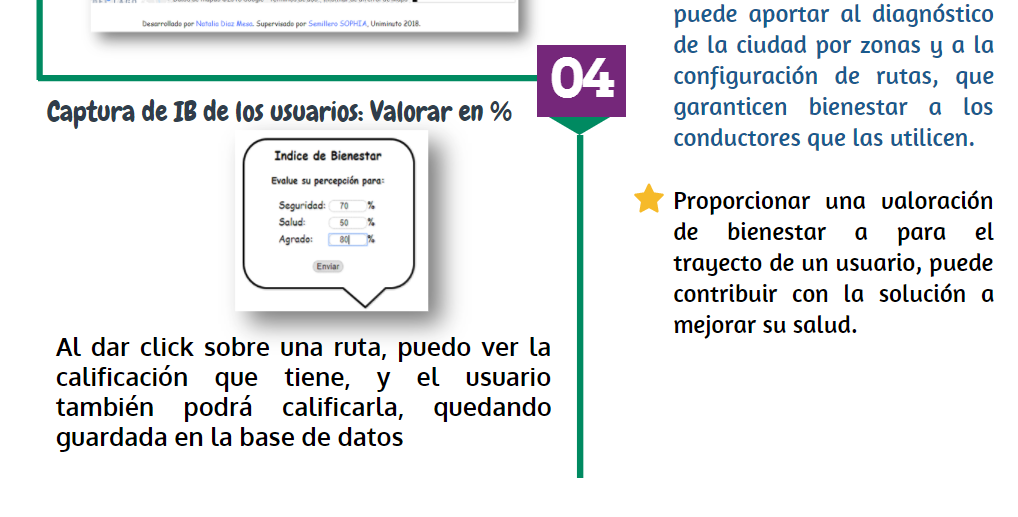 Desarrollado por Natalia Diaz Mesa. Supervisado por Semillero SOPHIA, Uniminuto 2018.
04
Captura de IB de los usuarios: Valorar en %
Indice de Bienestar
Evalue su percepción para:
Seguridad: 70 %
Salud: 50 %
Agrado: 80 %
Enviar
Al dar click sobre una ruta, puedo ver la
calificación que tiene, y el usuario
también podrá calificarla, quedando
guardada en la base de datos
puede aportar al diagnóstico
de la ciudad por zonas y a la
configuración de rutas, que
garanticen bienestar a los
conductores que las utilicen.
Proporcionar una valoración
de bienestar a para el
trayecto de un usuario, puede
contribuir con la solución a
mejorar su salud.